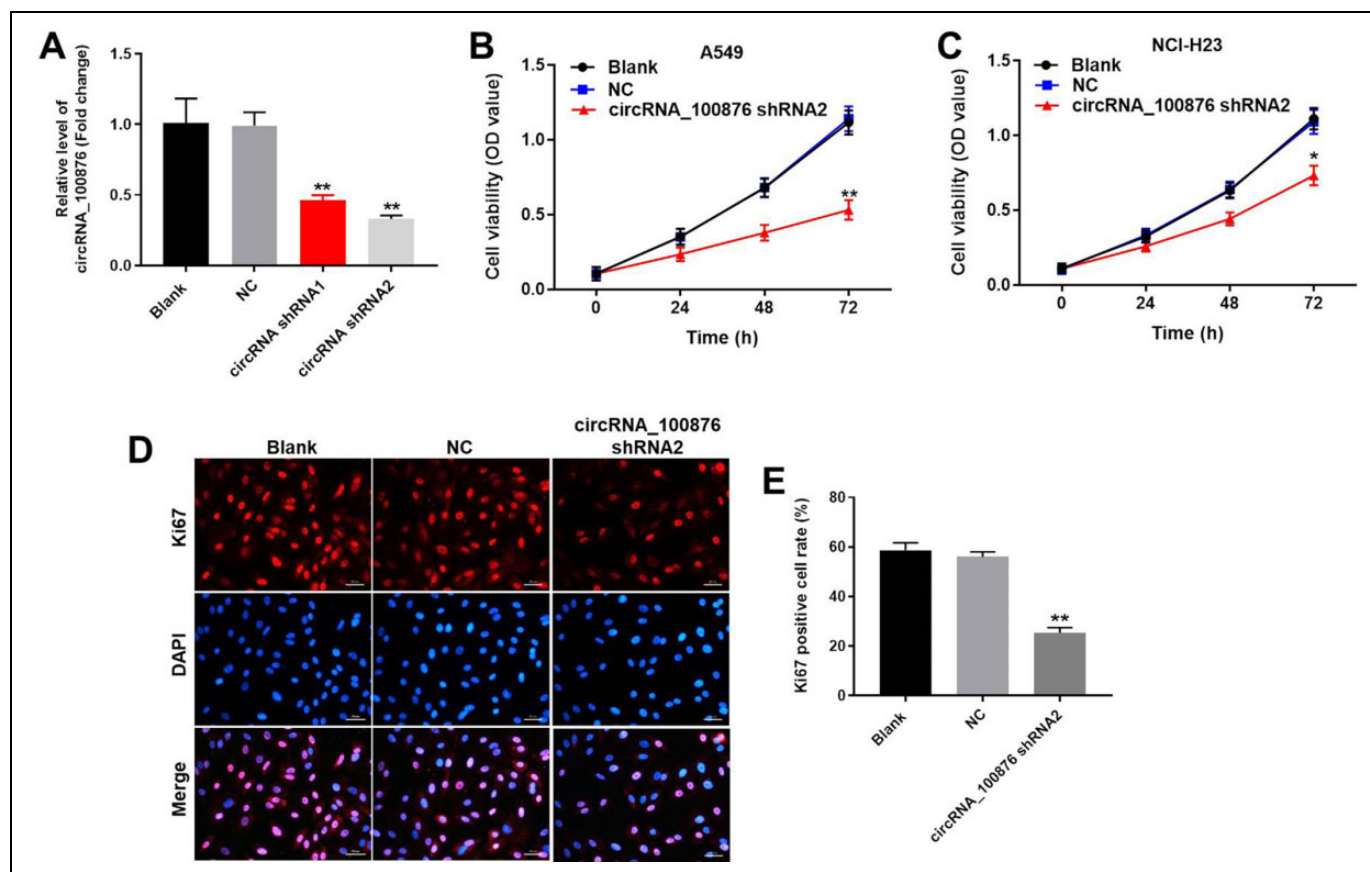 A
Relative level of
circRNA_100876 (Fold change)
1.5
1.0
0.5
0.0
**
**
Blank
NC
circRNA shRNA1
circRNA shRNA2
B
A549
Blank
NC
circRNA_100876 shRNA2
Cell viability (OD value)
1.5
1.0
0.5
0.0
**
0
24
48
72
Time (h)
C
NCI-H23
Blank
NC
circRNA_100876 shRNA2
Cell viability (OD value)
1.5
1.0
0.5
0.0
*
0
24
48
72
Time (h)
D
Blank
NC
circRNA_100876
shRNA2
Ki67
DAPI
Merge
E
Ki67 positive cell rate (%)
80
60
40
20
0
**
Blank
NC
circRNA_100876 shRNA2